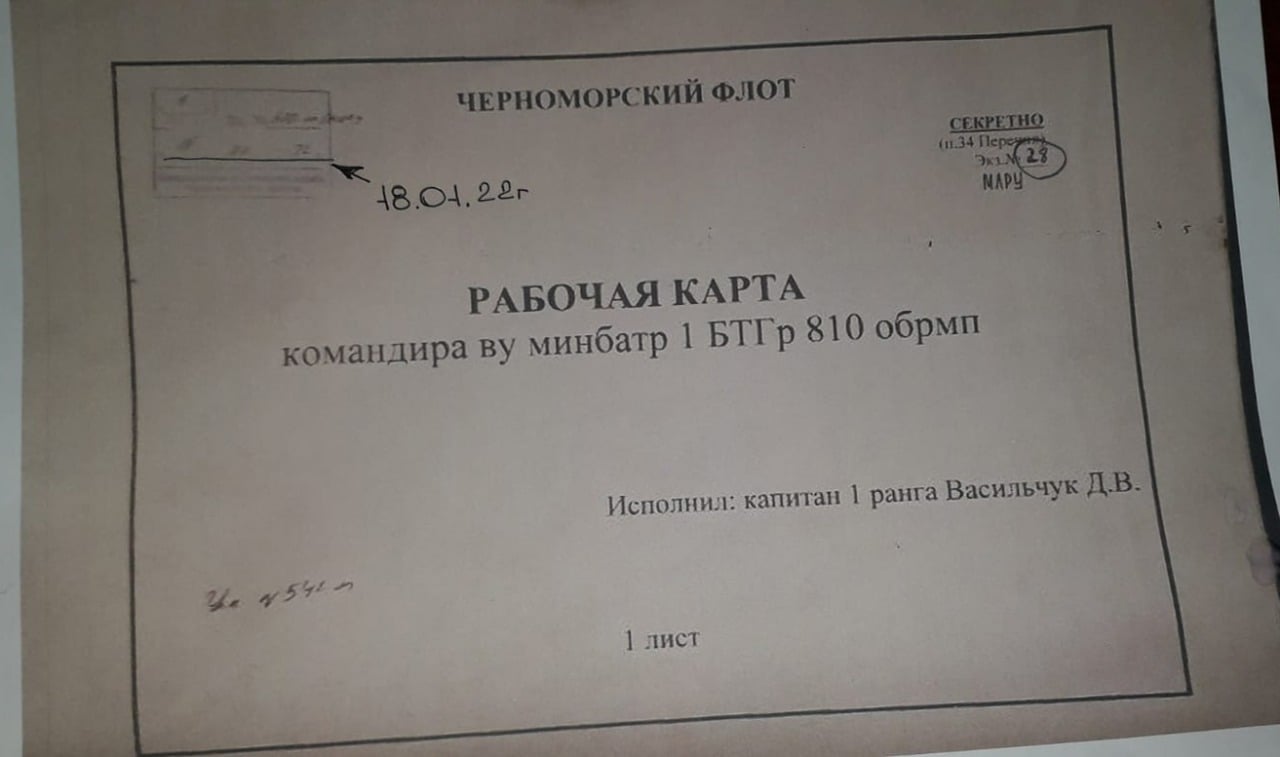 ЧЕРНОМОРСКИЙ ФЛОТ
СЕКРЕТНО
(п.34 Перечня)
Экз.№ 28
МАРУ
18.01.22г
РАБОЧАЯ КАРТА
командира ву минбатр 1 БТГр 810 обрмп
Исполнил: капитан 1 ранга Васильчук Д.В.
1 лист